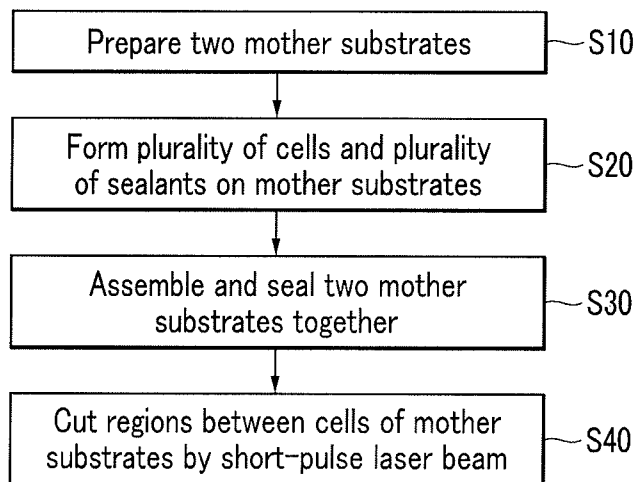 Prepare two mother substrates
S10
Form plurality of cells and plurality
of sealants on mother substrates
S20
Assemble and seal two mother
substrates together
S30
Cut regions between cells of mother
substrates by short-pulse laser beam
S40